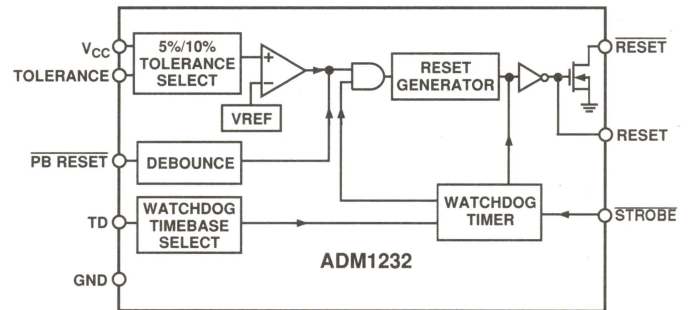 VCC
TOLERANCE
5%/10%
TOLERANCE
SELECT
+
−
VREF
RESET
GENERATOR
RESET
RESET
PB RESET
DEBOUNCE
TD
WATCHDOG
TIMEBASE
SELECT
WATCHDOG
TIMER
STROBE
ADM1232
GND